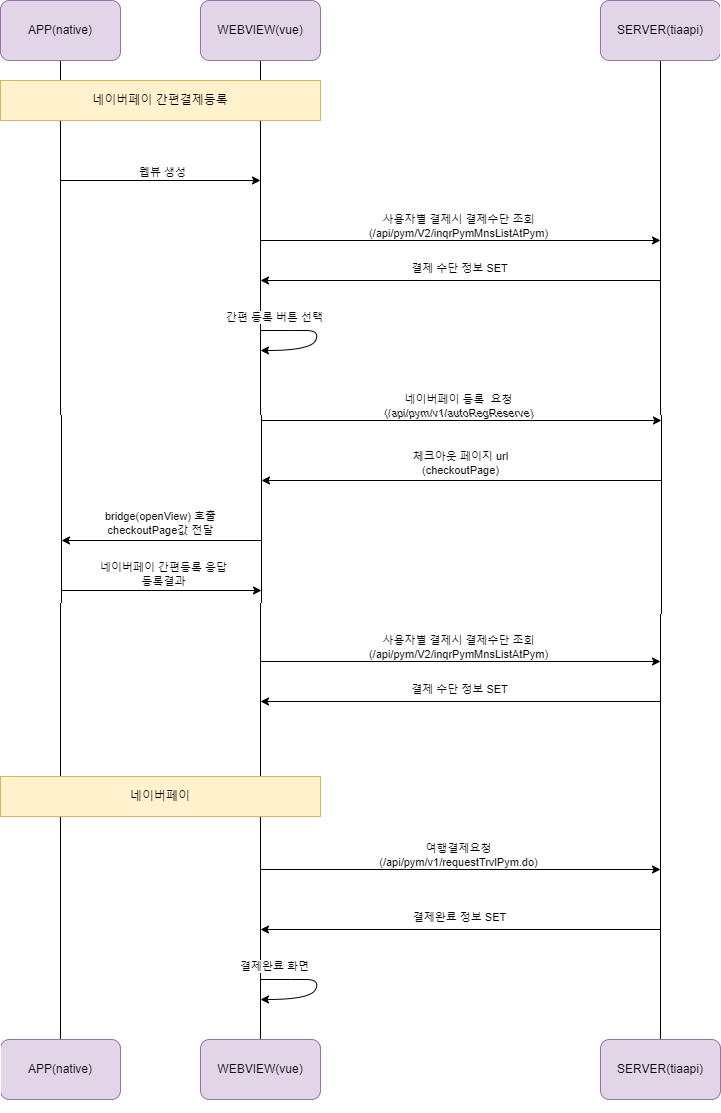 APP(native)
WEBVIEW(vue)
SERVER(tiaapi)
네이버페이 간편결제등록
웹뷰 생성
사용자별 결제시 결제수단 조회
(/api/pym/V2/inqrPymMnsListAtPym)
결제 수단 정보 SET
간편 등록 버튼 선택
네이버페이 등록 요청
(/api/pym/v1/autoRegReserve)
체크아웃 페이지 url
(checkoutPage)
bridge(openView) 호출
checkoutPage값 전달
네이버페이 간편등록 응답
등록결과
사용자별 결제시 결제수단 조회
(/api/pym/V2/inqrPymMnsListAtPym)
결제 수단 정보 SET
네이버페이
여행결제요청
(/api/pym/v1/requestTrvlPym.do)
결제완료 정보 SET
결제완료 화면
APP(native)
WEBVIEW(vue)
SERVER(tiaapi)